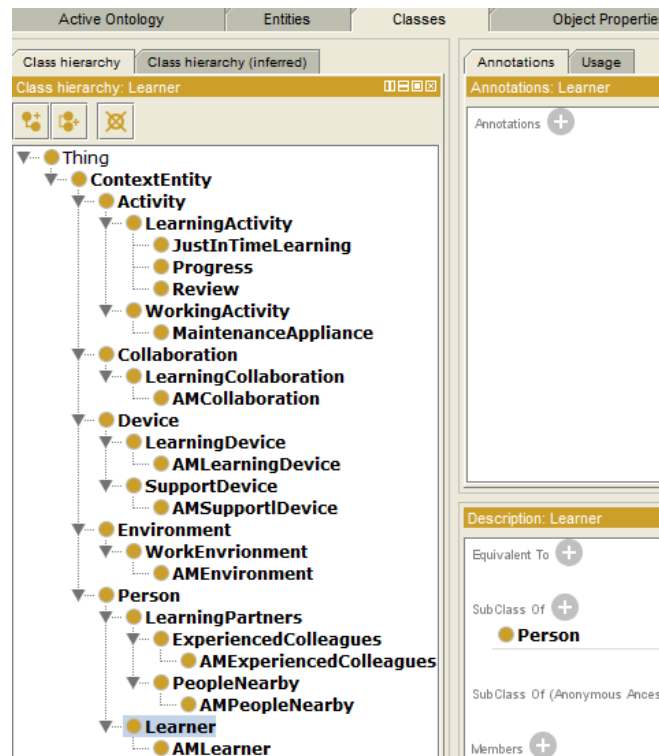 Active Ontology Entities Classes Object Propertie
Class hierarchy Class hierarchy (inferred)
Class hierarchy: Learner
Thing
ContextEntity
Activity
LearningActivity
JustInTimeLearning
Progress
Review
WorkingActivity
MaintenanceAppliance
Collaboration
LearningCollaboration
AMCollaboration
Device
LearningDevice
AMLearningDevice
SupportDevice
AMSupportlDevice
Environment
WorkEnvrionment
AMEnvironment
Person
LearningPartners
ExperiencedColleagues
AMExperiencedColleagues
PeopleNearby
AMPeopleNearby
Learner
AMLearner
Annotations Usage
Annotations: Learner
Annotations
Description: Learner
Equivalent To
SubClass Of
Person
SubClass Of (Anonymous Ances
Members